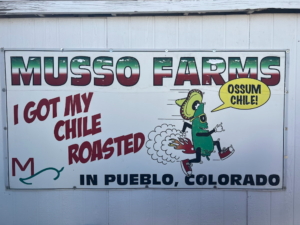 MUSSO FARMS
OSSUM
CHILE!
I GOT MY
CHILE
ROASTED
M
IN PUEBLO, COLORADO